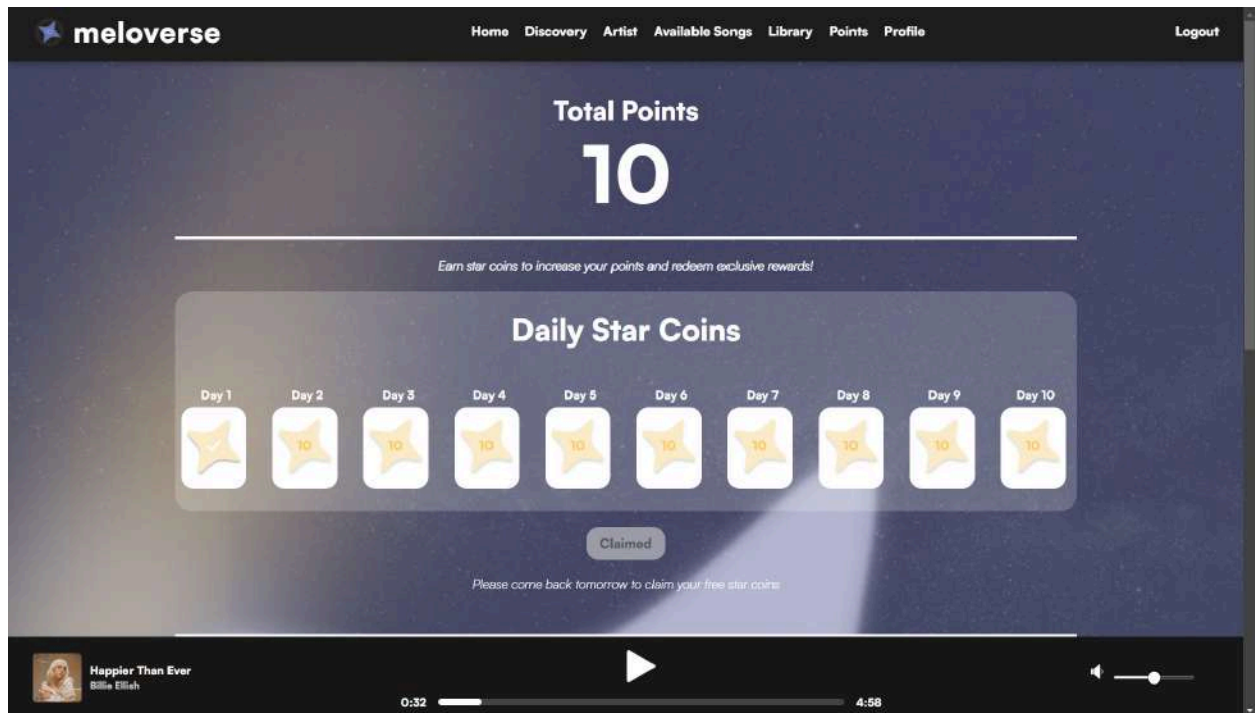 meloverse
Home Discovery Artist Available Songs Library Points Profile
Logout
Total Points
10
Earn star coins to increase your points and redeem exclusive rewards!
Daily Star Coins
Day 1 Day 2 Day 3 Day 4 Day 5 Day 6 Day 7 Day 8 Day 9 Day 10
10 10 10 10 10 10 10 10 10
Claimed
Please come back tomorrow to claim your free star coins
Happier Than Ever
Billie Eilish
0:32 4:58